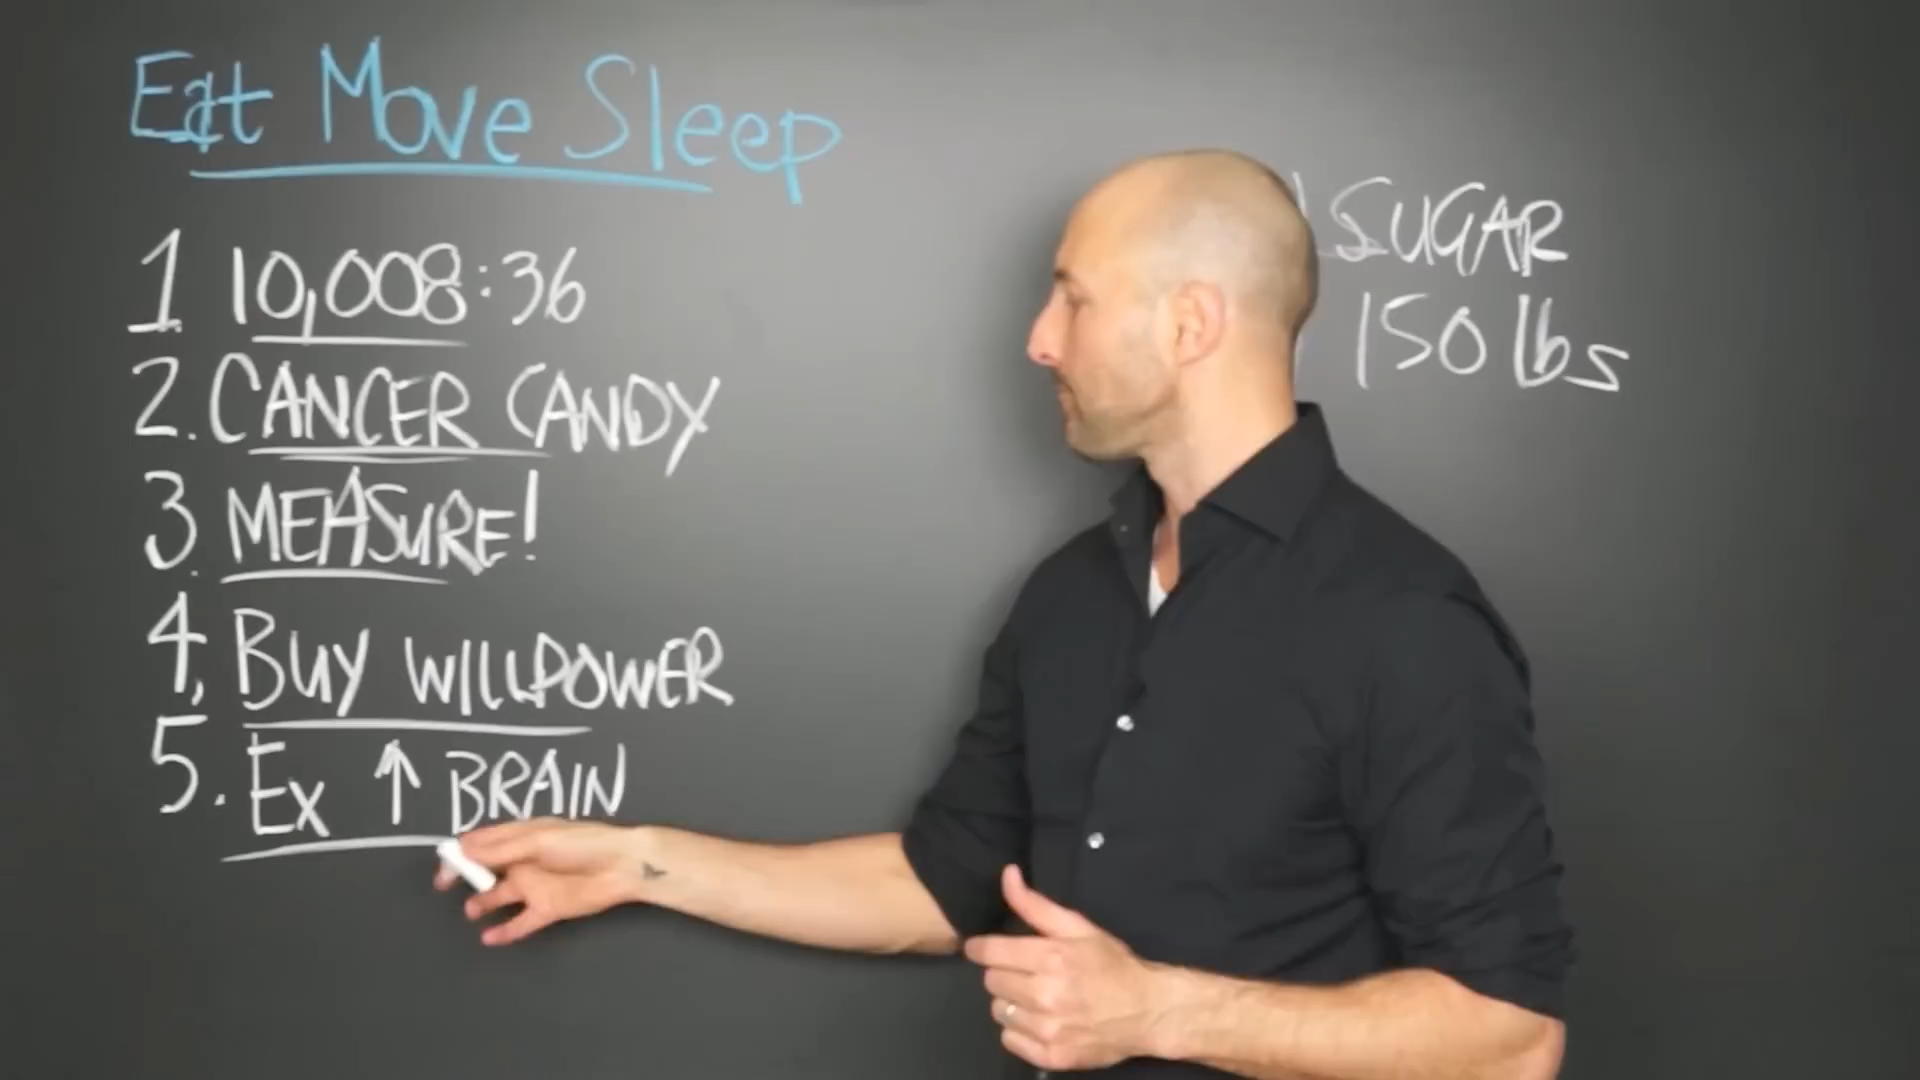 Eat Move Sleep
1. 10,008:36
2. CANCER CANDY
3. MEASURE!
4. BUY WILLPOWER
5. EX ↑ BRAIN
SUGAR
150 lbs